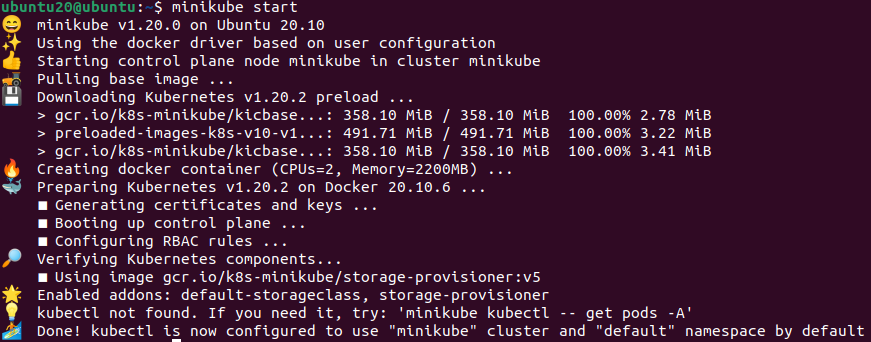 ubuntu20@ubuntu:~$ minikube start
😄 minikube v1.20.0 on Ubuntu 20.10
✨ Using the docker driver based on user configuration
👍 Starting control plane node minikube in cluster minikube
🚜 Pulling base image ...
💾 Downloading Kubernetes v1.20.2 preload ...
> gcr.io/k8s-minikube/kicbase...: 358.10 MiB / 358.10 MiB 100.00% 2.78 MiB
> preloaded-images-k8s-v10-v1...: 491.71 MiB / 491.71 MiB 100.00% 3.22 MiB
> gcr.io/k8s-minikube/kicbase...: 358.10 MiB / 358.10 MiB 100.00% 3.41 MiB
🔥 Creating docker container (CPUs=2, Memory=2200MB) ...
🐳 Preparing Kubernetes v1.20.2 on Docker 20.10.6 ...
▪ Generating certificates and keys ...
▪ Booting up control plane ...
▪ Configuring RBAC rules ...
🔎 Verifying Kubernetes components...
▪ Using image gcr.io/k8s-minikube/storage-provisioner:v5
🌟 Enabled addons: default-storageclass, storage-provisioner
💡 kubectl not found. If you need it, try: 'minikube kubectl -- get pods -A'
🏄 Done! kubectl is now configured to use "minikube" cluster and "default" namespace by default